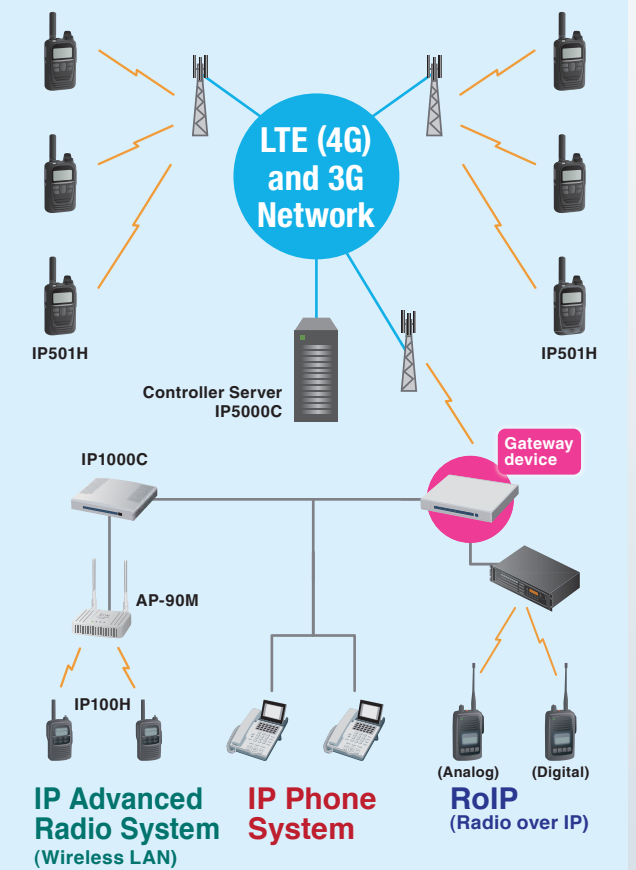 LTE (4G)
and 3G
Network
IP501H
IP501H
Controller Server
IP5000C
Gateway
device
IP1000C
AP-90M
IP100H
(Analog)
(Digital)
IP Advanced
Radio System
(Wireless LAN)
IP Phone
System
RoIP
(Radio over IP)